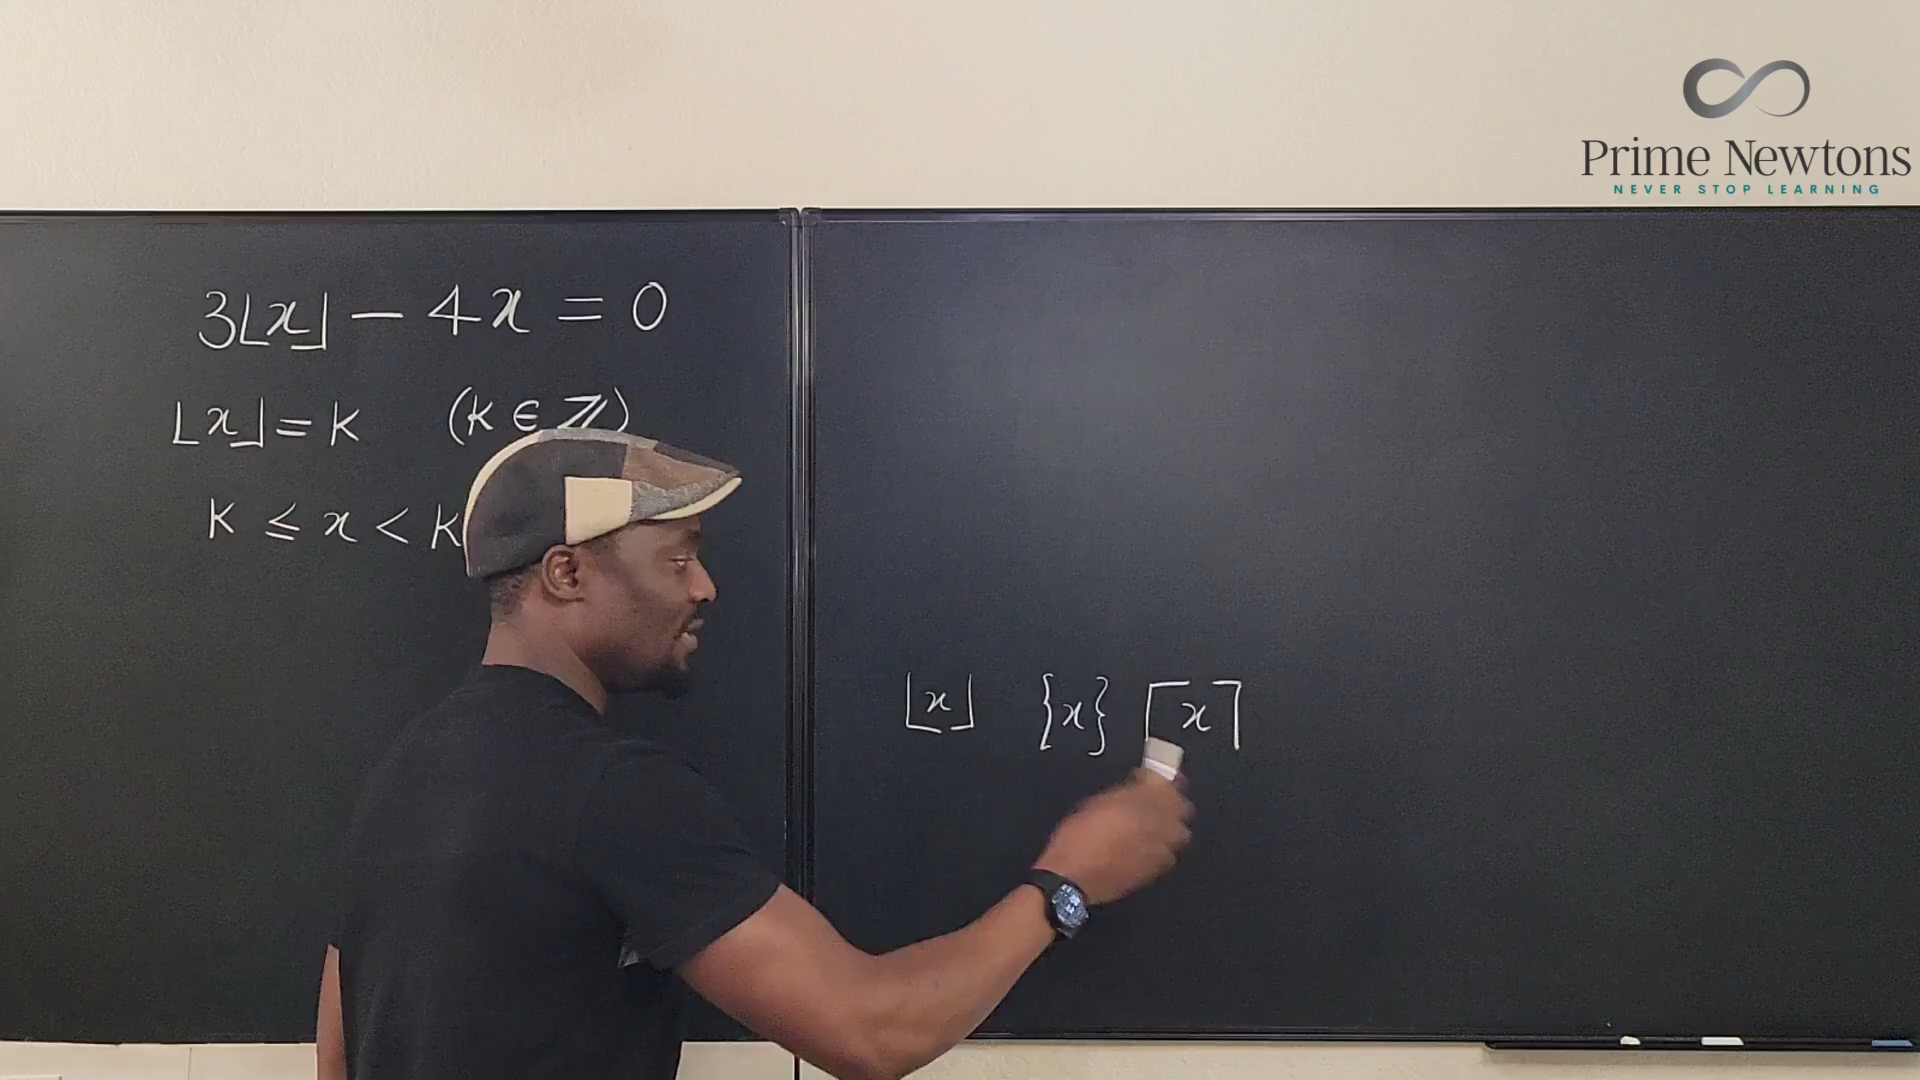 Prime Newtons
NEVER STOP LEARNING
3⌊x⌋ − 4x = 0
⌊x⌋ = k (k ∈ ℤ)
k ≤ x < k
⌊x⌋ {x} ⌈x⌉